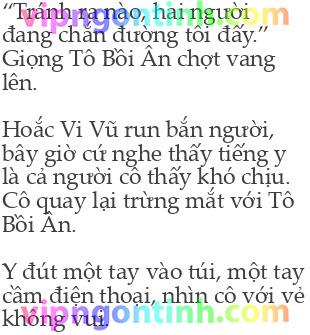 “Tránh ra nào, hai người
đang chắn đường tôi đấy.”
Giọng Tô Bồi Ân chợt vang
lên.
Hoắc Vi Vũ run bắn người,
bây giờ cứ nghe thấy tiếng y
là cả người cô thấy khó chịu.
Cô quay lại trừng mắt với Tô
Bồi Ân.
Y đút một tay vào túi, một tay
cầm điện thoại, nhìn cô với vẻ
không vui.
vipngontinh.com
vipngontinh.com